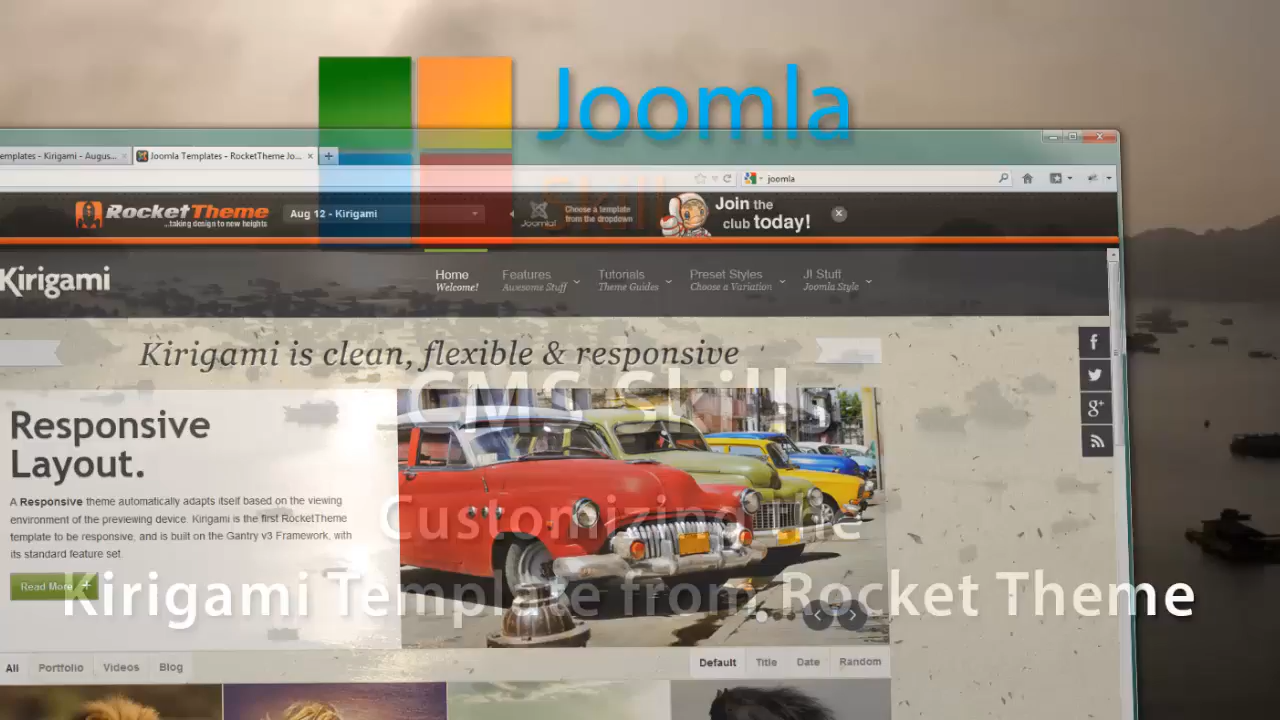 Joomla
emplates - Kirigami - Augus...
Joomla Templates - RocketTheme Jo...
joomla
Skill
RocketTheme
...taking design to new heights
Aug 12 - Kirigami
Joomla!
Choose a template
from the dropdown
Join the
club today!
Kirigami
Home
Welcome!
Features
Awesome Stuff
Tutorials
Theme Guides
Preset Styles
Choose a Variation
JI Stuff
Joomla Style
Kirigami is clean, flexible & responsive
CMS Skills
Responsive
Layout.
A Responsive theme automatically adapts itself based on the viewing
environment of the previewing device. Kirigami is the first RocketTheme
template to be responsive, and is built on the Gantry v3 Framework, with
its standard feature set.
Customizing the
Read More
Kirigami Template from Rocket Theme
All
Portfolio
Videos
Blog
Default
Title
Date
Random